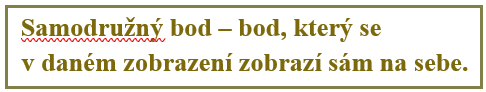 Samodružný bod – bod, který se
v daném zobrazení zobrazí sám na sebe.